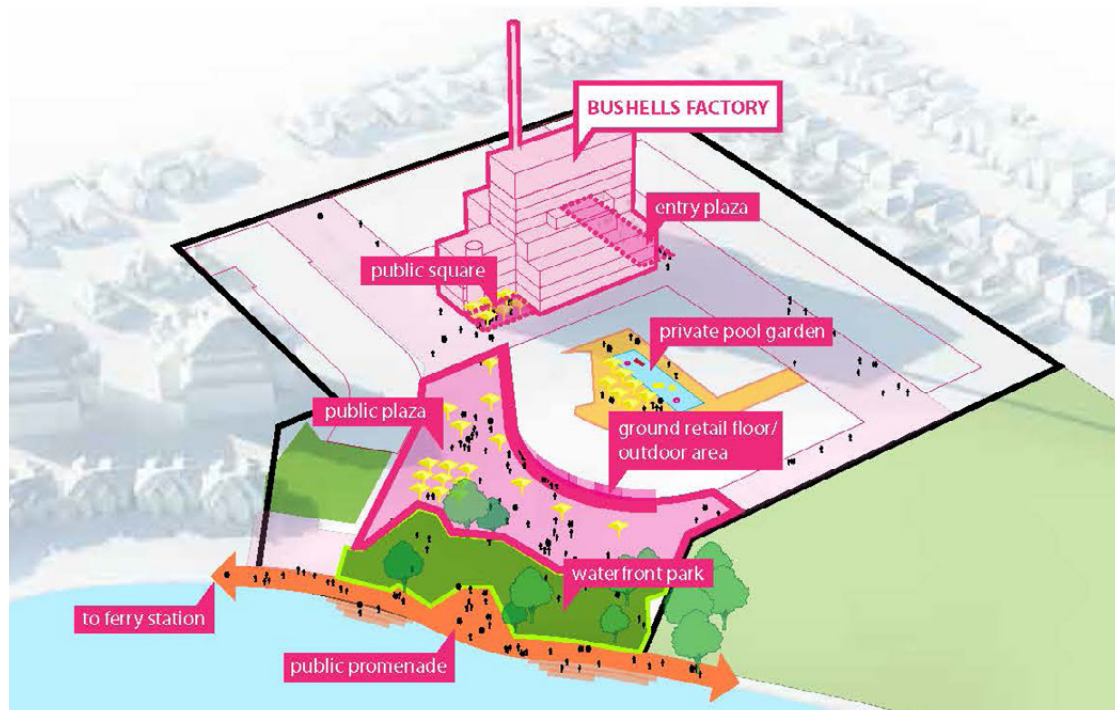 BUSHELLS FACTORY
entry plaza
public square
private pool garden
public plaza
ground retail floor/
outdoor area
waterfront park
to ferry station
public promenade